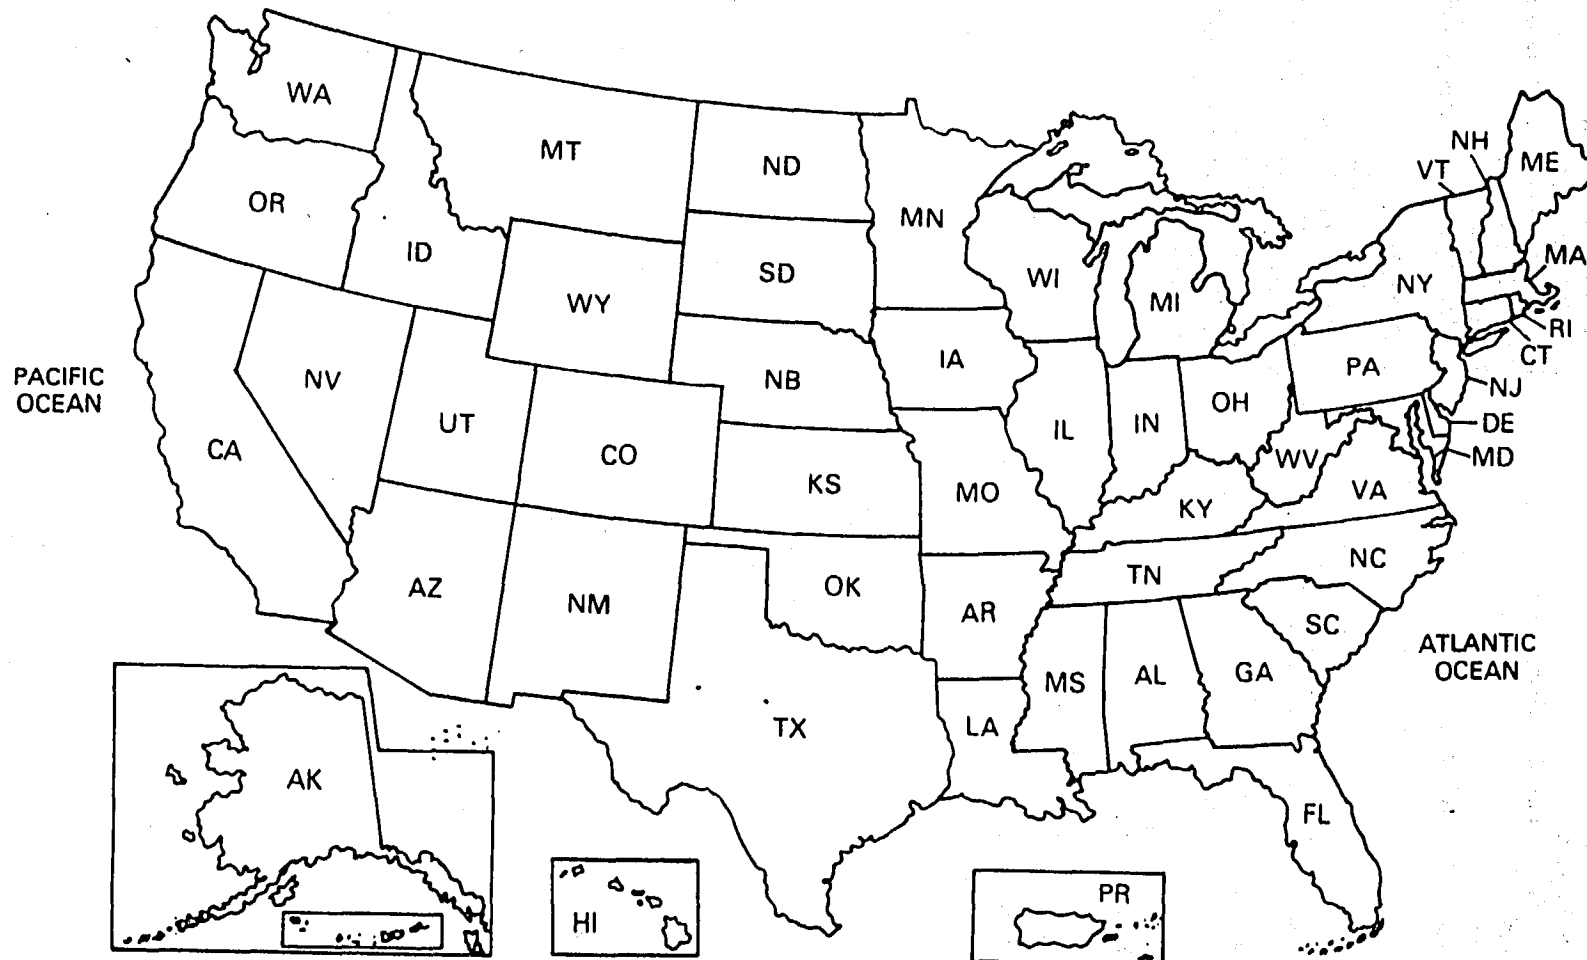 WA
MT
ND
MN
OR
ID
SD
WI
MI
WY
NY
VT
NH
ME
MA
RI
CT
NJ
DE
MD
PACIFIC
OCEAN
NV
UT
CO
NB
IA
IL
IN
OH
PA
CA
KS
MO
KY
WV
VA
AZ
NM
OK
AR
TN
NC
SC
ATLANTIC
OCEAN
TX
LA
MS
AL
GA
FL
AK
HI
PR